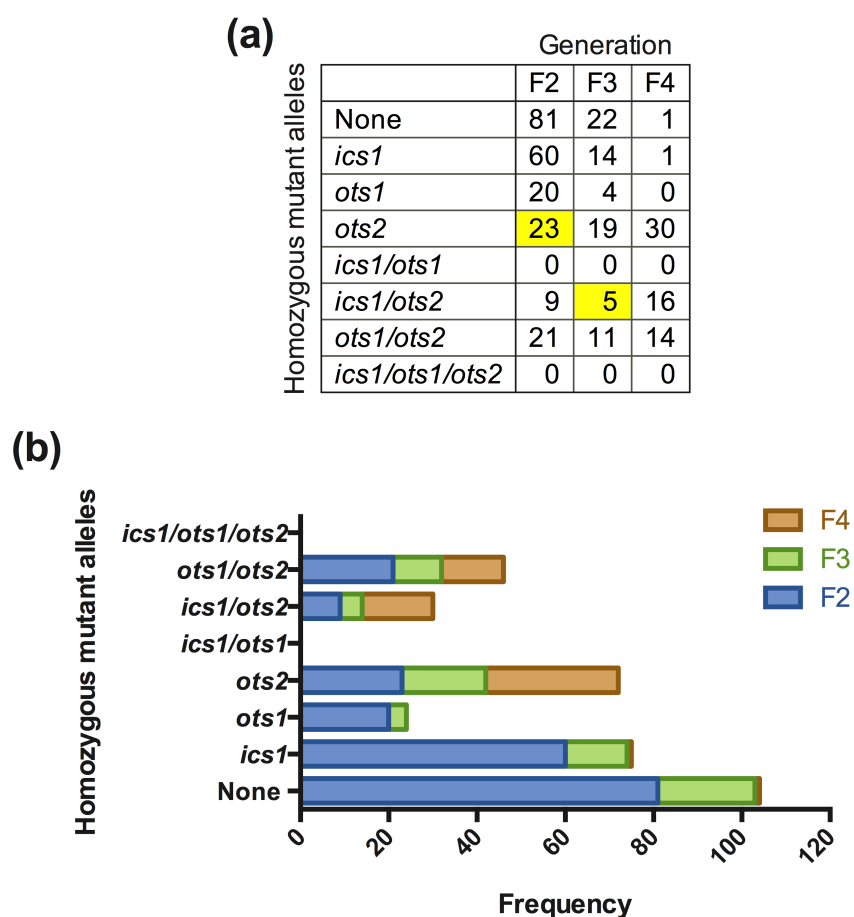 (a)
Generation
Homozygous mutant alleles
F2 F3 F4
None 81 22 1
ics1 60 14 1
ots1 20 4 0
ots2 23 19 30
ics1/ots1 0 0 0
ics1/ots2 9 5 16
ots1/ots2 21 11 14
ics1/ots1/ots2 0 0 0
(b)
Homozygous mutant alleles
ics1/ots1/ots2
ots1/ots2
ics1/ots2
ics1/ots1
ots2
ots1
ics1
None
F4
F3
F2
0 20 40 60 80 100 120
Frequency